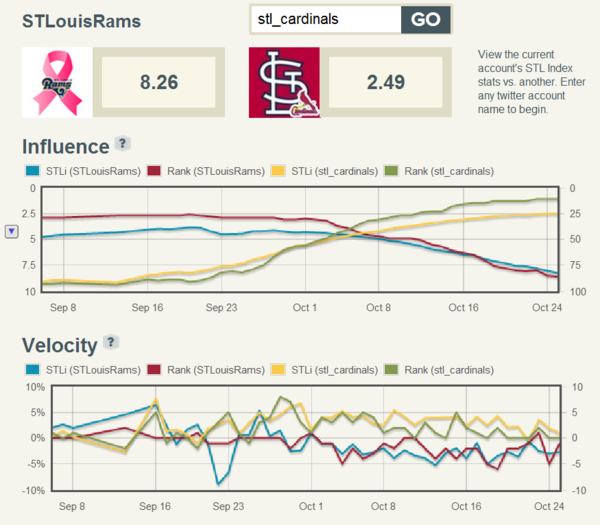 STLouisRams
stl_cardinals
GO
Rams
8.26
2.49
View the current
account's STL Index
stats vs. another. Enter
any twitter account
name to begin.
Influence ?
STLi (STLouisRams) Rank (STLouisRams) STLi (stl_cardinals) Rank (stl_cardinals)
0 0
2.5 25
5 50
7.5 75
10 100
Sep 8 Sep 16 Sep 23 Oct 1 Oct 8 Oct 16 Oct 24
Velocity ?
STLi (STLouisRams) Rank (STLouisRams) STLi (stl_cardinals) Rank (stl_cardinals)
10% 10
5% 5
0% 0
-5% -5
-10% -10
Sep 8 Sep 16 Sep 23 Oct 1 Oct 8 Oct 16 Oct 24